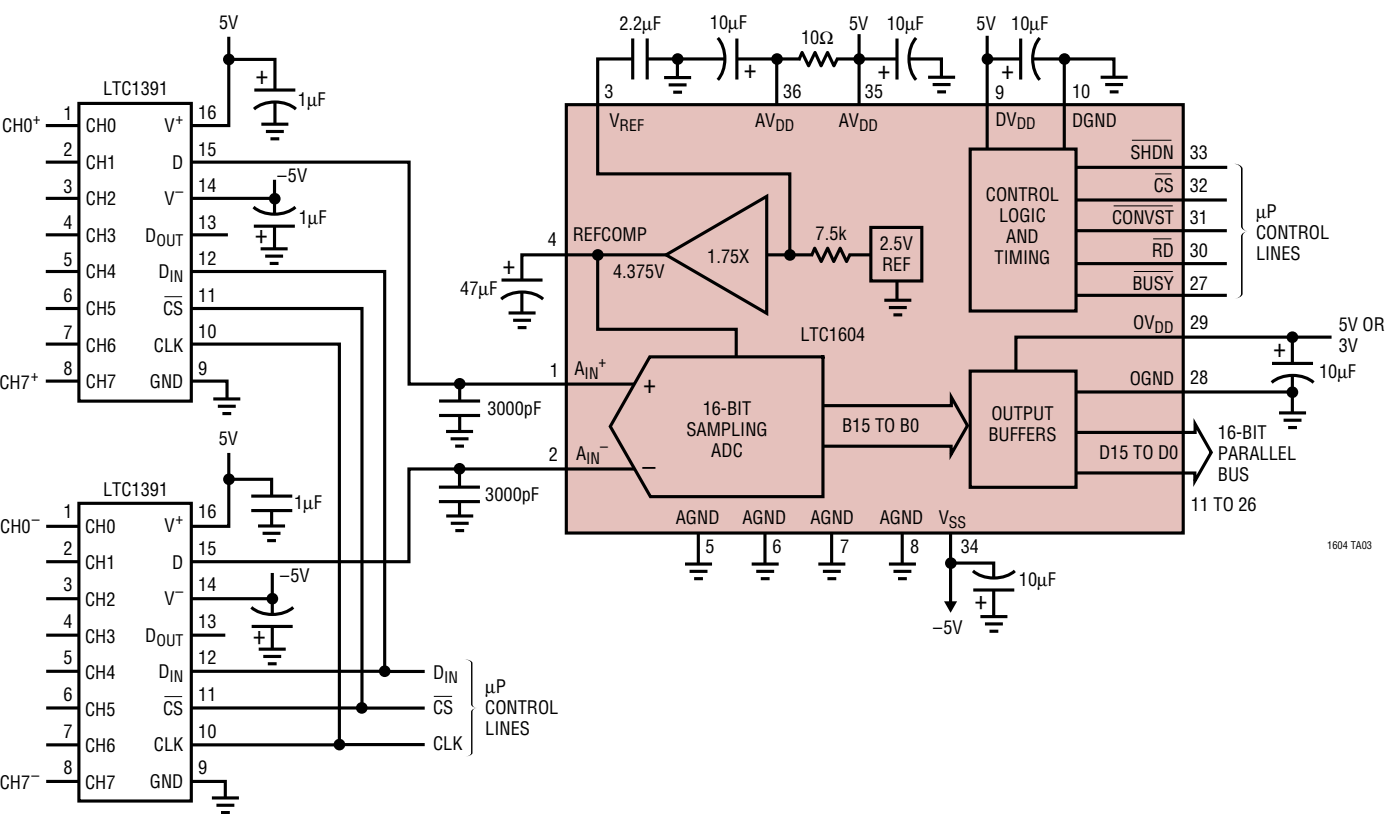 5V
1µF
LTC1391
CH0+
1 CH0 V+ 16
2 CH1 D 15
3 CH2 V− 14
−5V
1µF
4 CH3 DOUT 13
5 CH4 DIN 12
6 CH5 CS 11
7 CH6 CLK 10
CH7+
8 CH7 GND 9
5V
1µF
LTC1391
CH0−
1 CH0 V+ 16
2 CH1 D 15
3 CH2 V− 14
−5V
4 CH3 DOUT 13
5 CH4 DIN 12
6 CH5 CS 11
7 CH6 CLK 10
CH7−
8 CH7 GND 9
DIN
CS
CLK
µP
CONTROL
LINES
3000pF
3000pF
2.2µF
10µF
10Ω
5V
10µF
5V
10µF
3
36
35
9
10
VREF
AVDD
AVDD
DVDD
DGND
4
REFCOMP
4.375V
47µF
1.75X
7.5k
2.5V
REF
LTC1604
CONTROL
LOGIC
AND
TIMING
SHDN 33
CS 32
CONVST 31
RD 30
BUSY 27
µP
CONTROL
LINES
OVDD 29
5V OR
3V
10µF
OGND 28
1 AIN+
+
2 AIN−
−
16-BIT
SAMPLING
ADC
B15 TO B0
OUTPUT
BUFFERS
D15 TO D0
16-BIT
PARALLEL
BUS
11 TO 26
AGND
AGND
AGND
AGND
VSS
5
6
7
8
34
10µF
−5V
1604 TA03